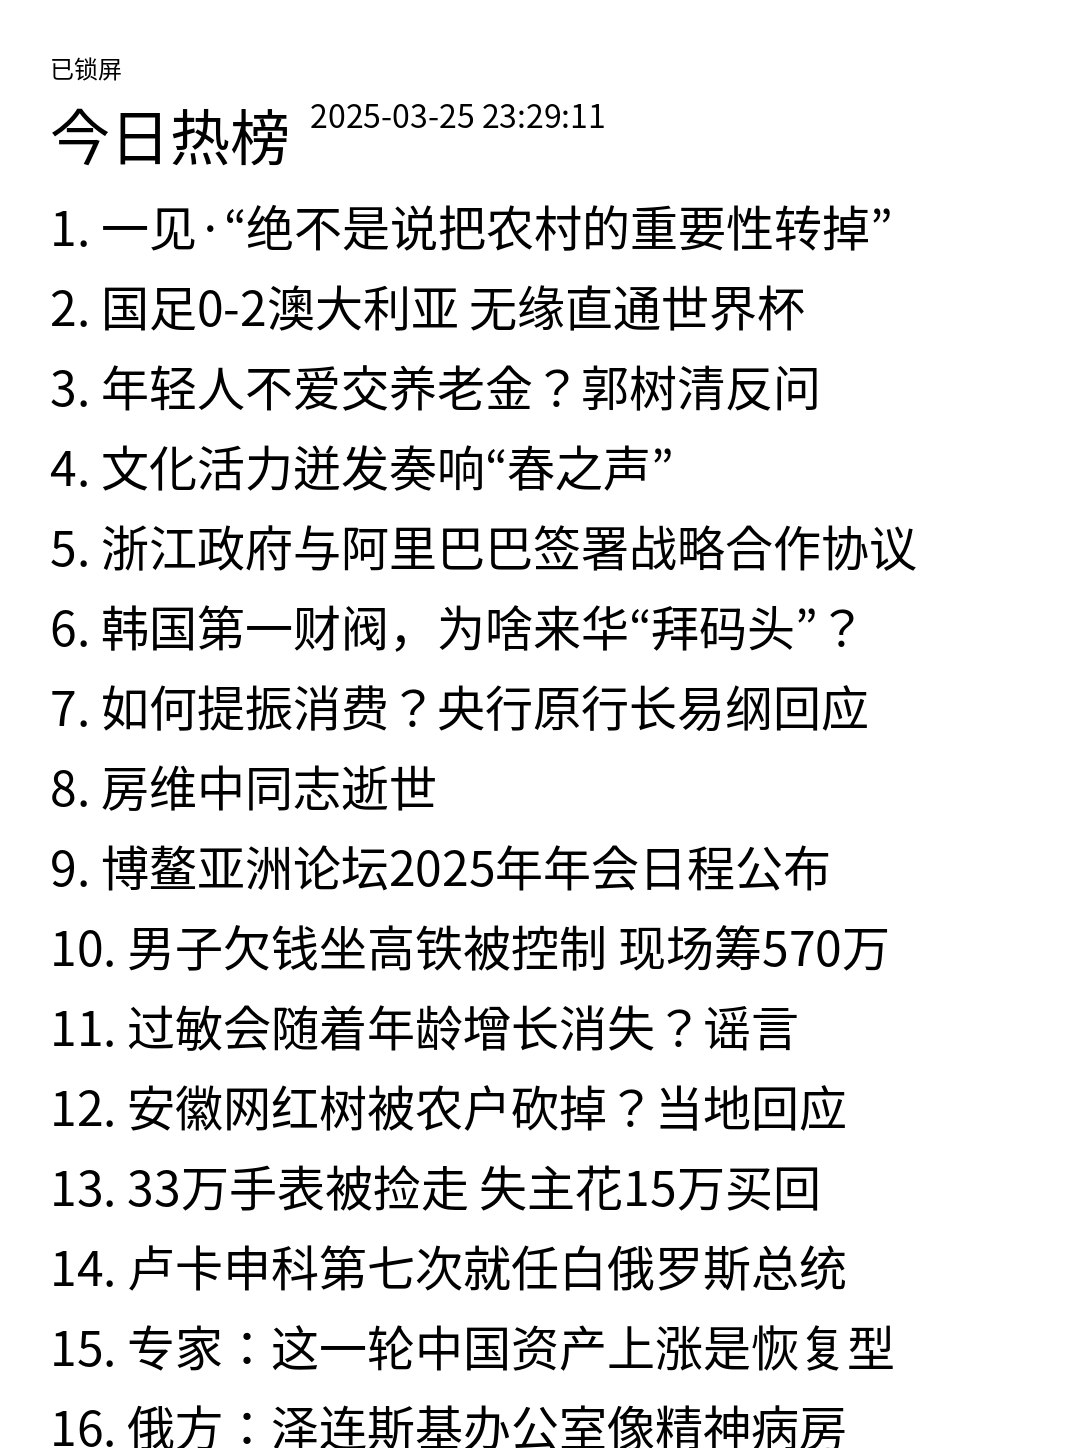 已锁屏
今日热榜 2025-03-25 23:29:11
1. 一见·“绝不是说把农村的重要性转掉”
2. 国足0-2澳大利亚 无缘直通世界杯
3. 年轻人不爱交养老金？郭树清反问
4. 文化活力迸发奏响“春之声”
5. 浙江政府与阿里巴巴签署战略合作协议
6. 韩国第一财阀，为啥来华“拜码头”？
7. 如何提振消费？央行原行长易纲回应
8. 房维中同志逝世
9. 博鳌亚洲论坛2025年年会日程公布
10. 男子欠钱坐高铁被控制 现场筹570万
11. 过敏会随着年龄增长消失？谣言
12. 安徽网红树被农户砍掉？当地回应
13. 33万手表被捡走 失主花15万买回
14. 卢卡申科第七次就任白俄罗斯总统
15. 专家：这一轮中国资产上涨是恢复型
16. 俄方：泽连斯基办公室像精神病房